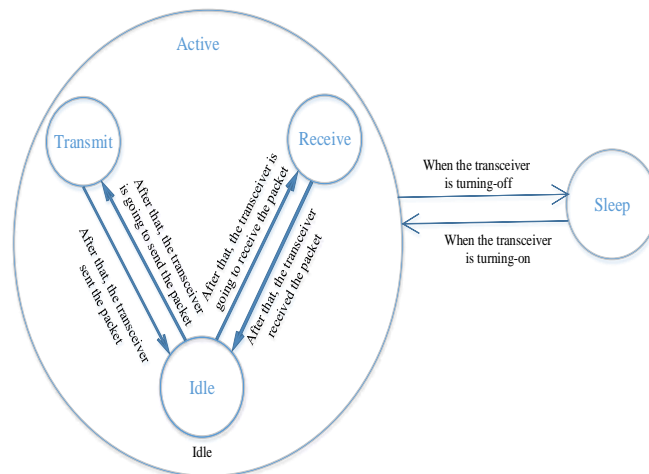 Active
Transmit
Receive
After that, the transceiver
is going to send the packet
After that, the transceiver
sent the packet
After that, the transceiver is
going to receive the packet
After that, the transceiver
received the packet
Idle
Idle
When the transceiver
is turning-off
When the transceiver
is turning-on
Sleep